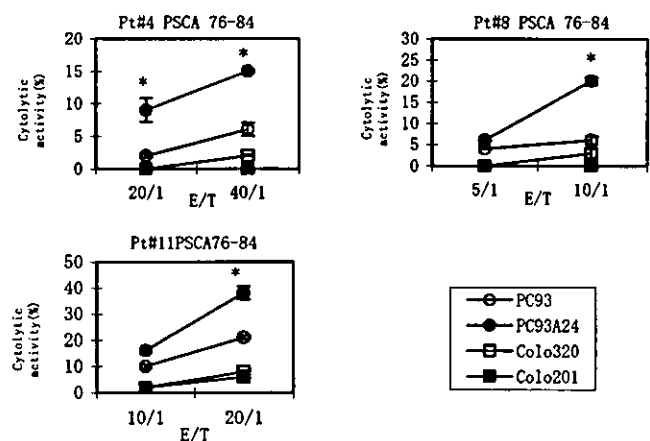 Pt#4 PSCA 76-84
Cytolytic
activity(%)
20
15
10
5
0
*
*
20/1
40/1
E/T
Pt#8 PSCA 76-84
Cytolytic
activity(%)
30
25
20
15
10
5
0
*
5/1
10/1
E/T
Pt#11PSCA76-84
Cytolytic
activity(%)
50
40
30
20
10
0
*
10/1
20/1
E/T
PC93
PC93A24
Colo320
Colo201